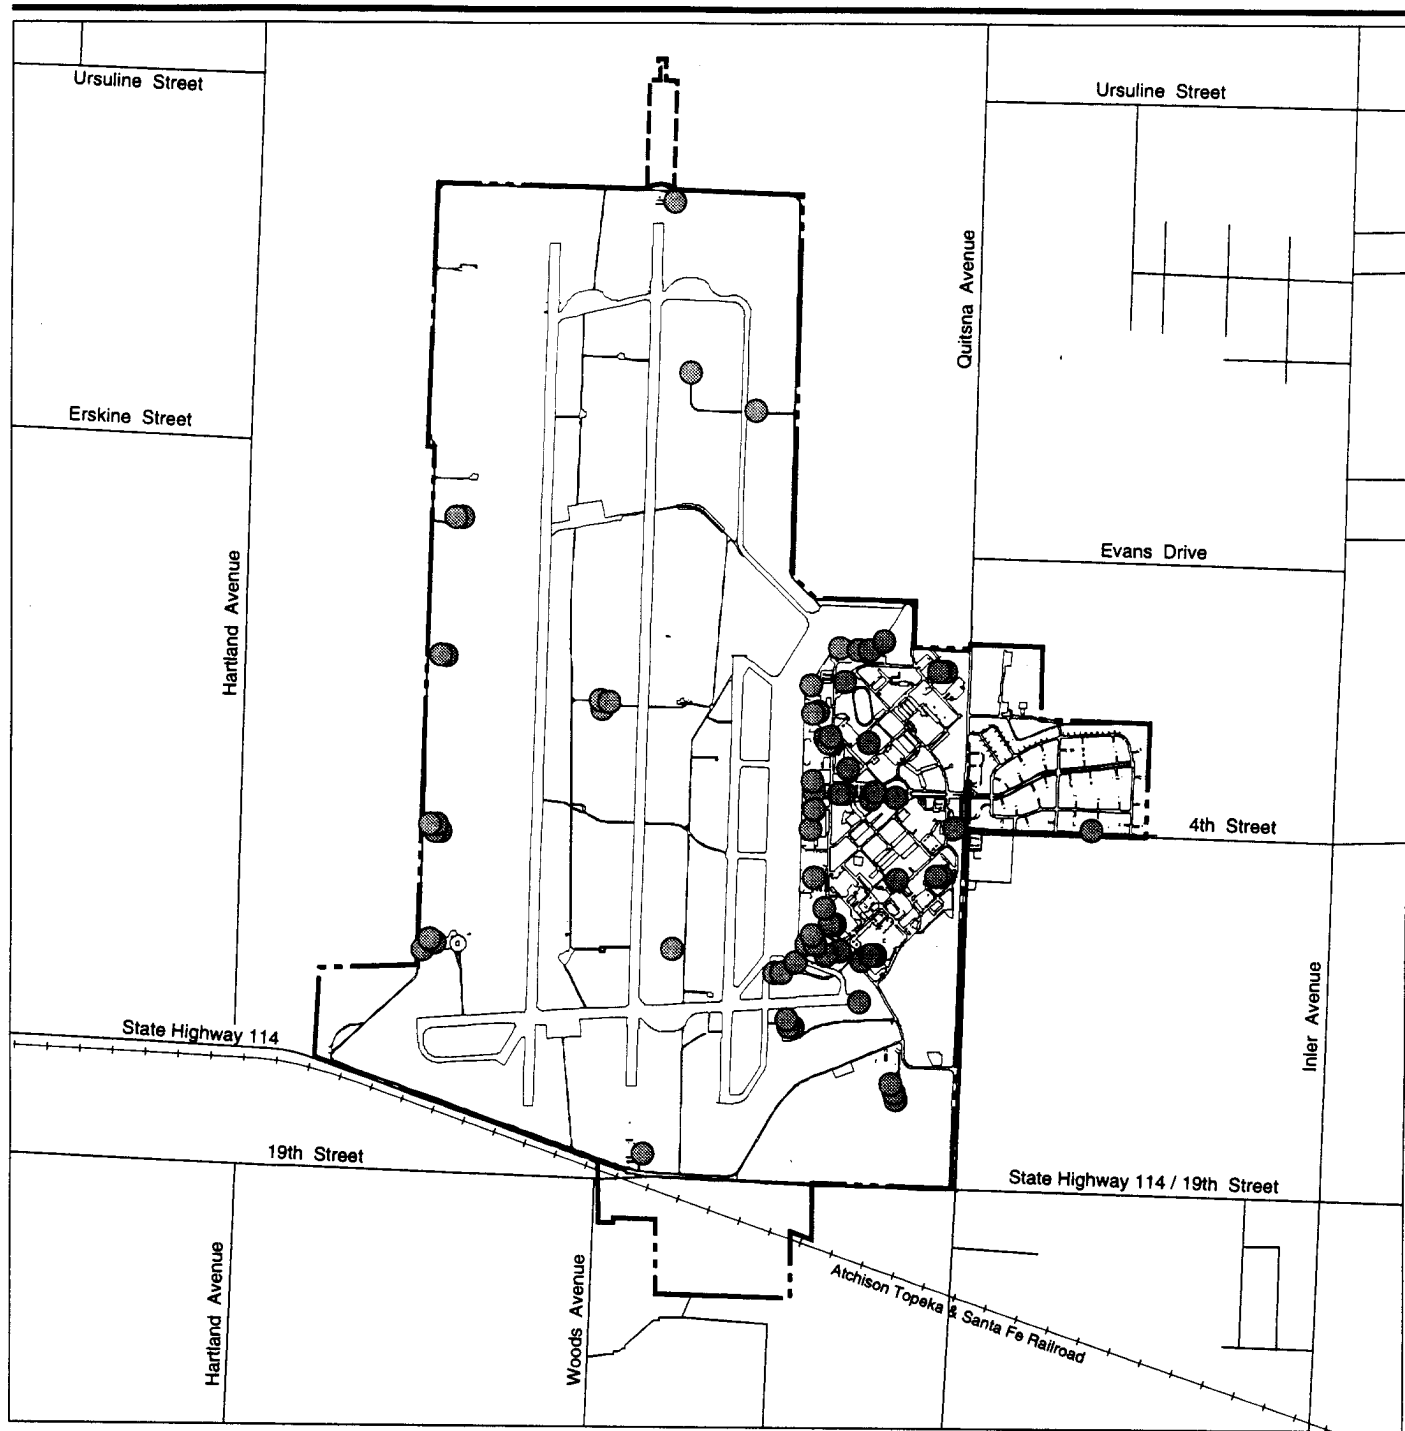 Ursuline Street
Ursuline Street
Quitsna Avenue
Erskine Street
Evans Drive
Hartland Avenue
4th Street
Inler Avenue
State Highway 114
19th Street
State Highway 114 / 19th Street
Hartland Avenue
Woods Avenue
Atchison Topeka & Santa Fe Railroad